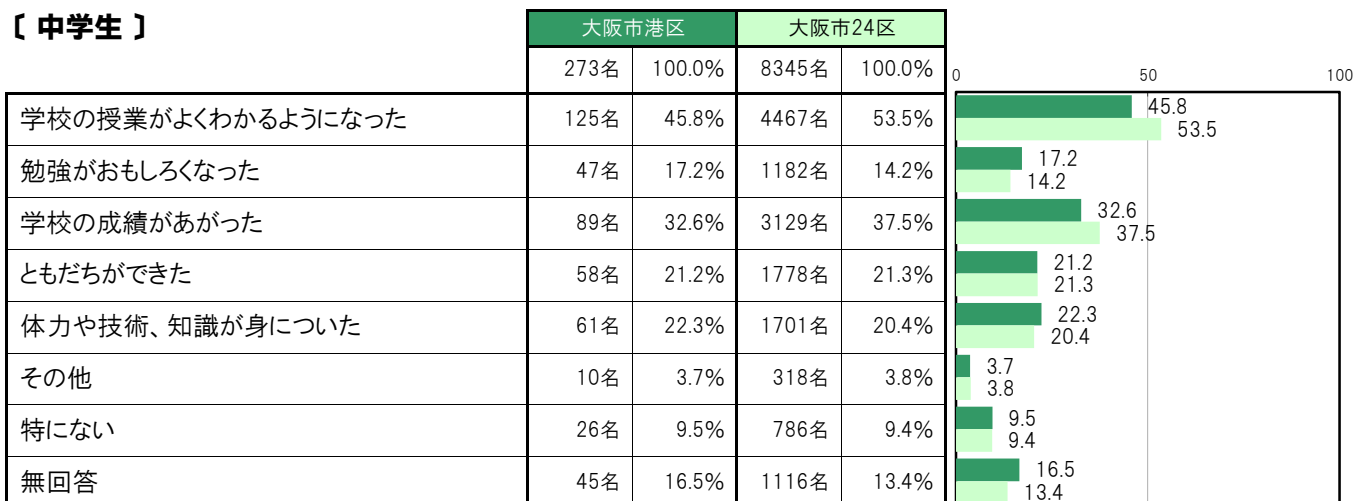 〔 中学生 〕
大阪市港区 大阪市24区
273名 100.0% 8345名 100.0%
0 50 100
学校の授業がよくわかるようになった 125名 45.8% 4467名 53.5%
45.8
53.5
勉強がおもしろくなった 47名 17.2% 1182名 14.2%
17.2
14.2
学校の成績があがった 89名 32.6% 3129名 37.5%
32.6
37.5
ともだちができた 58名 21.2% 1778名 21.3%
21.2
21.3
体力や技術、知識が身についた 61名 22.3% 1701名 20.4%
22.3
20.4
その他 10名 3.7% 318名 3.8%
3.7
3.8
特にない 26名 9.5% 786名 9.4%
9.5
9.4
無回答 45名 16.5% 1116名 13.4%
16.5
13.4